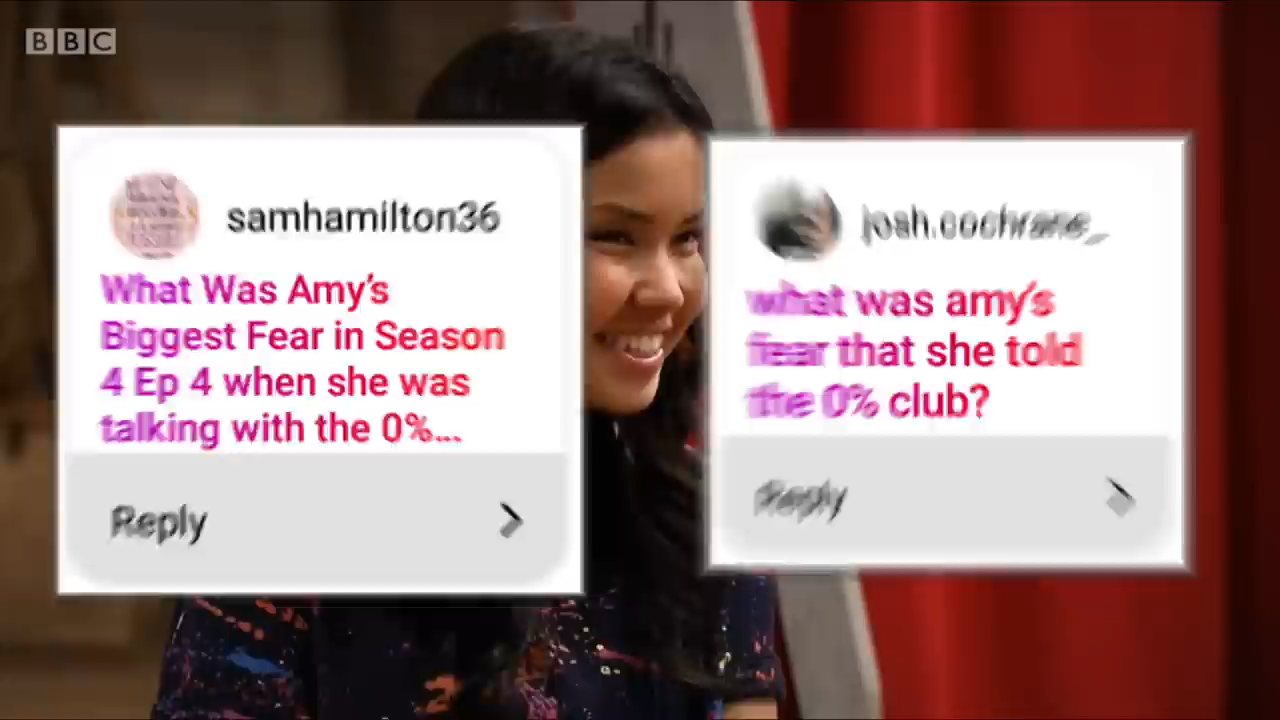 BBC
samhamilton36
What Was Amy's
Biggest Fear in Season
4 Ep 4 when she was
talking with the 0%...
Reply
josh.cochrane_
what was amy's
fear that she told
the 0% club?
Reply